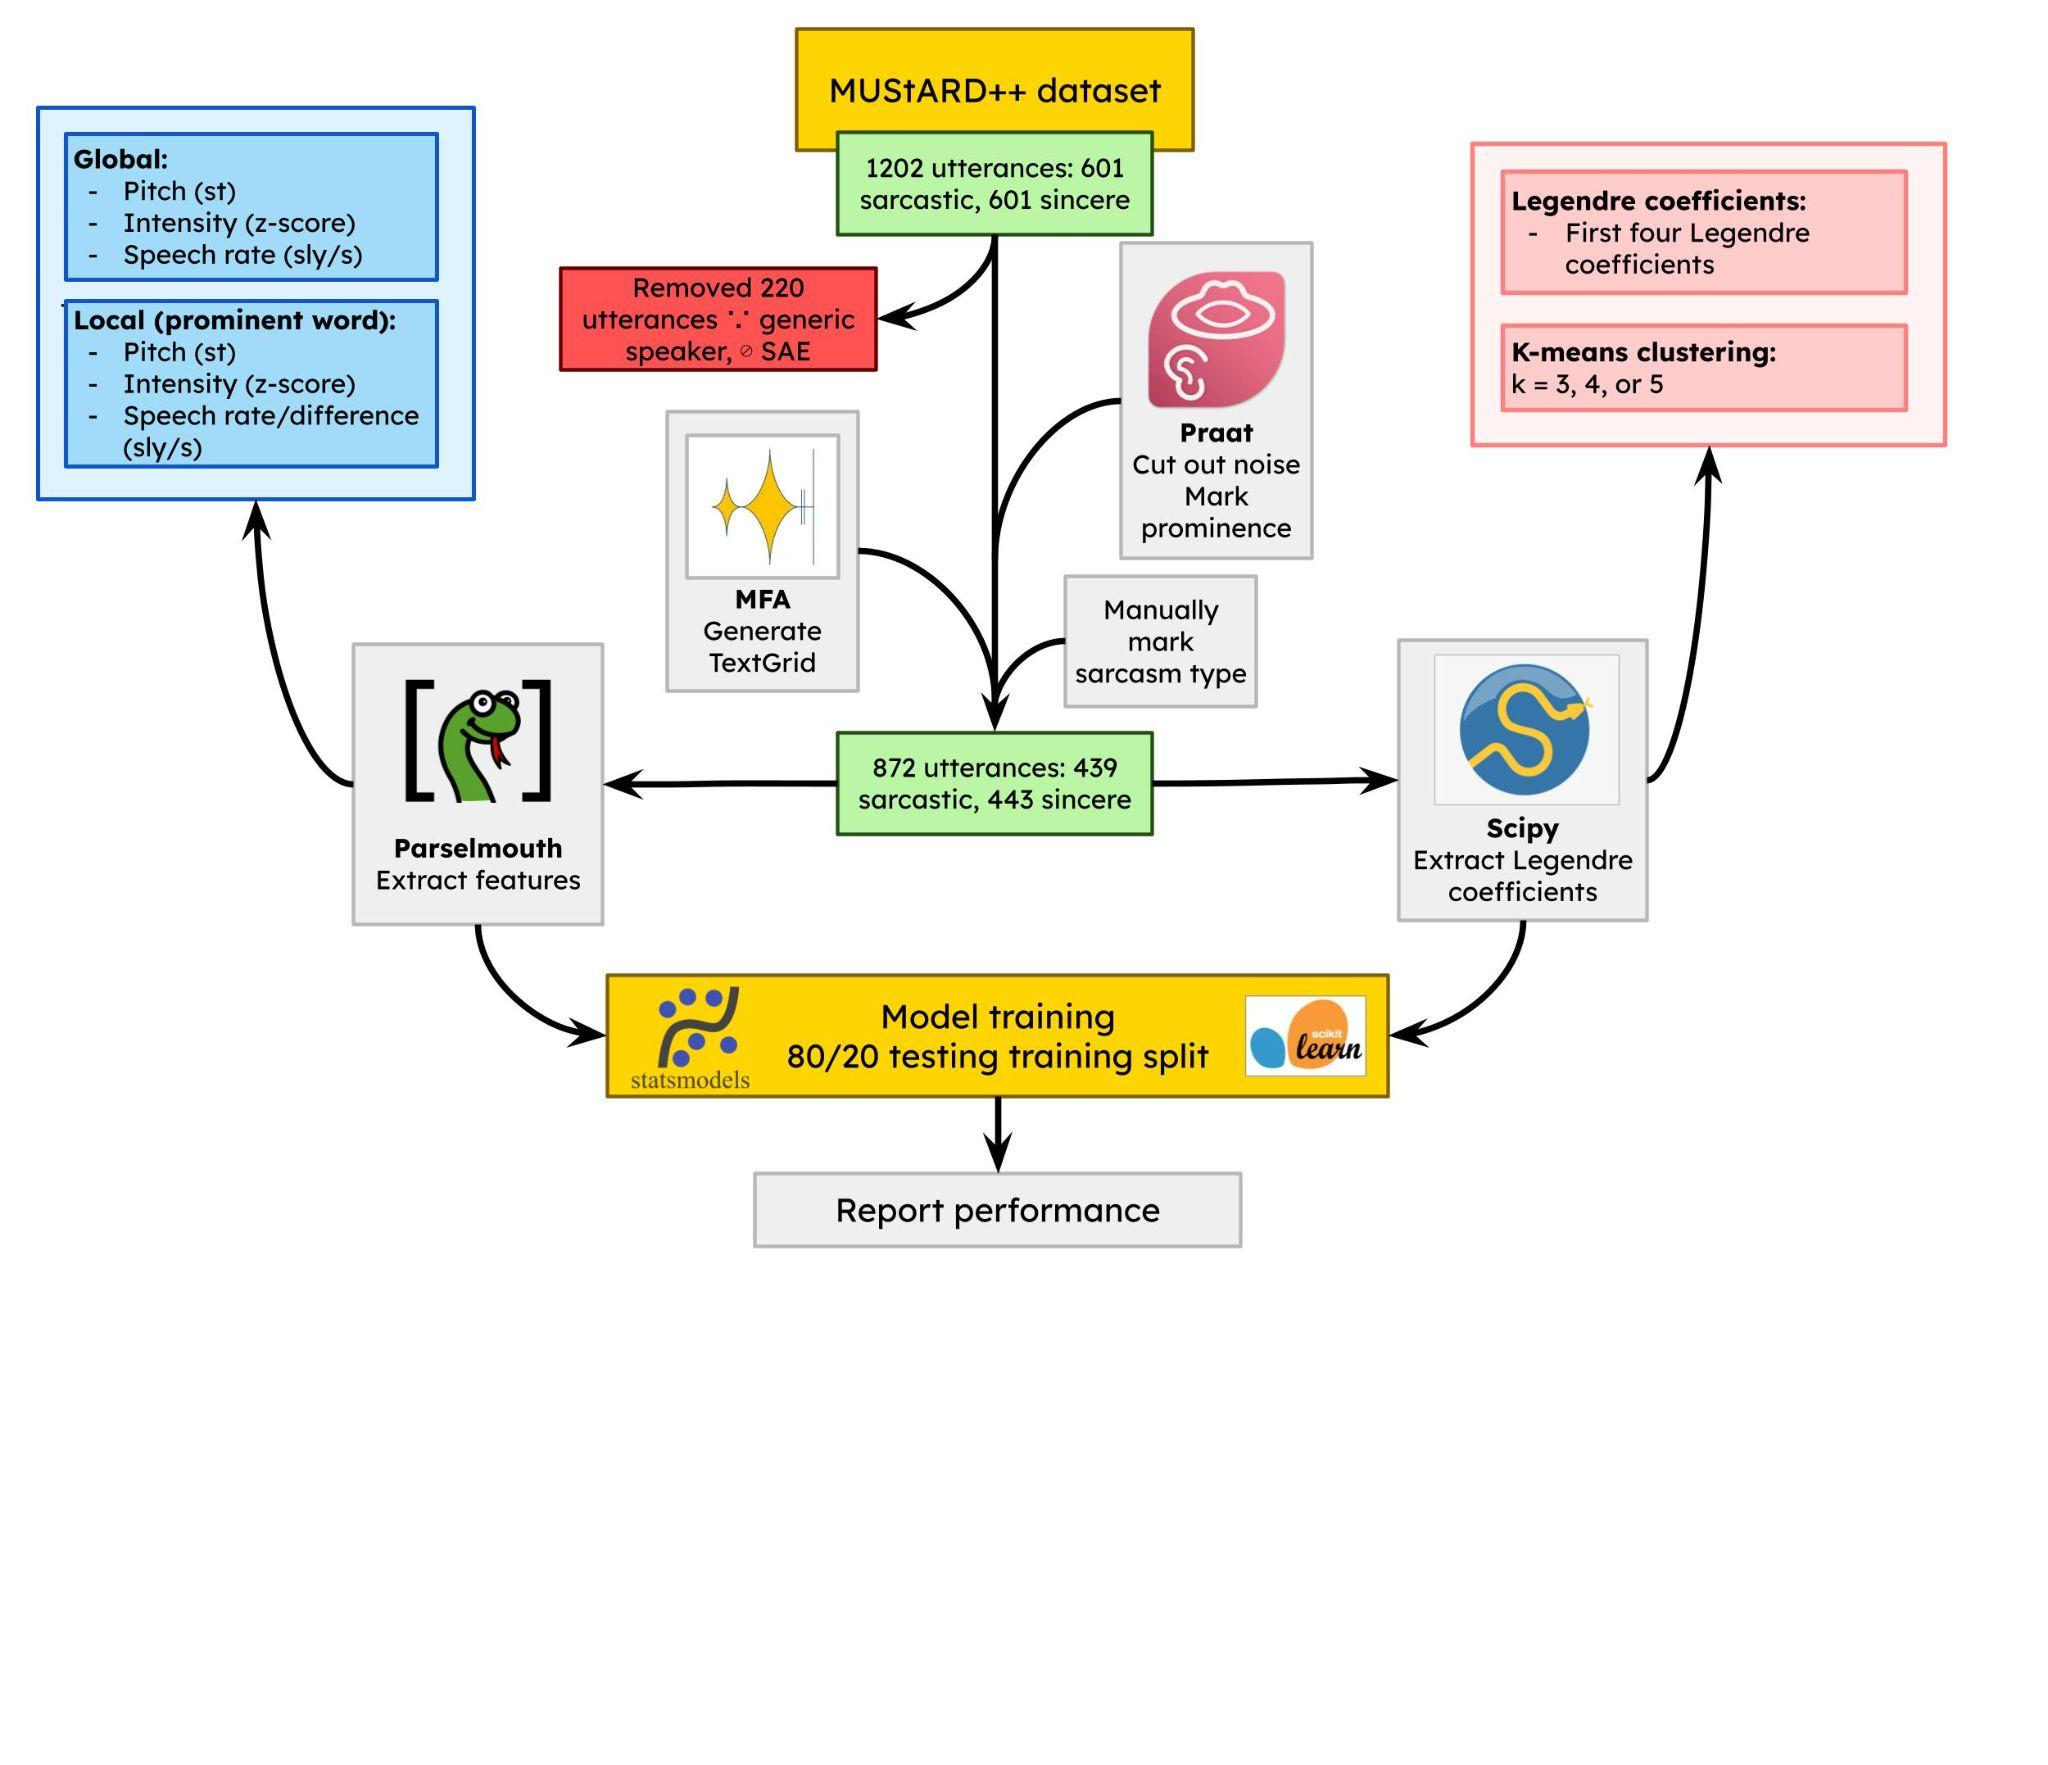 MUStARD++ dataset
1202 utterances: 601
sarcastic, 601 sincere
Removed 220
utterances ∵ generic
speaker, ⊘ SAE
Global:
- Pitch (st)
- Intensity (z-score)
- Speech rate (sly/s)
Local (prominent word):
- Pitch (st)
- Intensity (z-score)
- Speech rate/difference
(sly/s)
Legendre coefficients:
- First four Legendre
coefficients
K-means clustering:
k = 3, 4, or 5
Praat
Cut out noise
Mark
prominence
MFA
Generate
TextGrid
Manually
mark
sarcasm type
872 utterances: 439
sarcastic, 443 sincere
Parselmouth
Extract features
Scipy
Extract Legendre
coefficients
statsmodels
Model training
80/20 testing training split
scikit
learn
Report performance